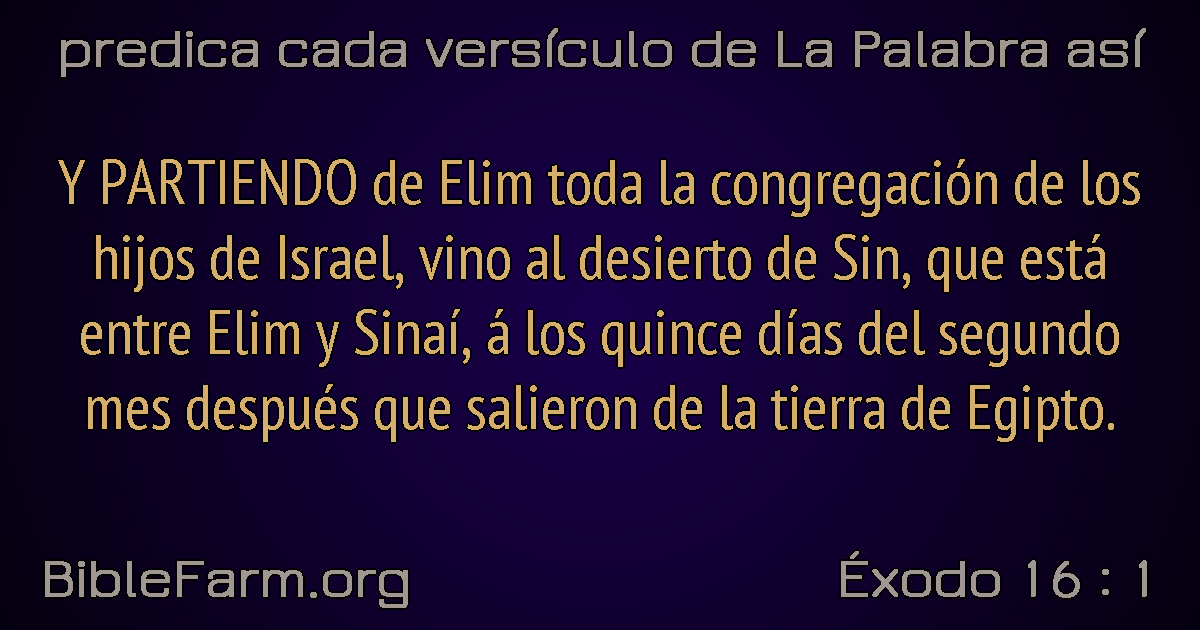 predica cada versículo de La Palabra así
Y PARTIENDO de Elim toda la congregación de los
hijos de Israel, vino al desierto de Sin, que está
entre Elim y Sinaí, á los quince días del segundo
mes después que salieron de la tierra de Egipto.
BibleFarm.org
Éxodo 16 : 1